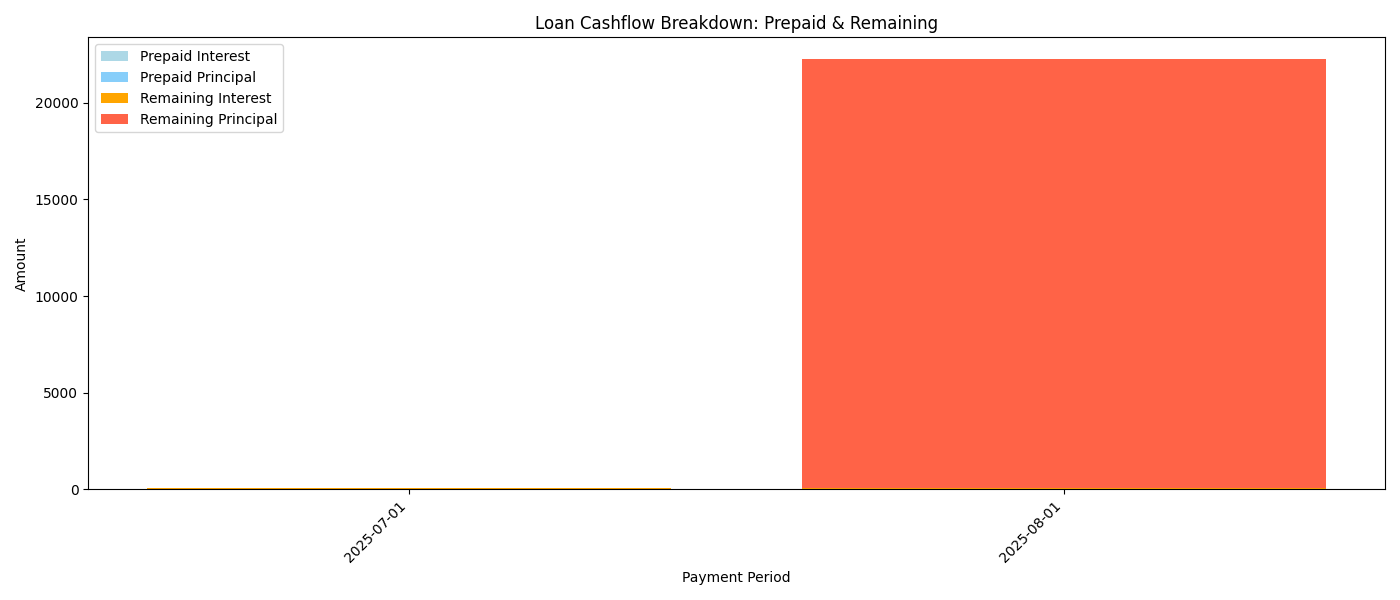 Loan Cashflow Breakdown: Prepaid & Remaining
Prepaid Interest
Prepaid Principal
Remaining Interest
Remaining Principal
20000
15000
10000
5000
0
Amount
2025-07-01
2025-08-01
Payment Period